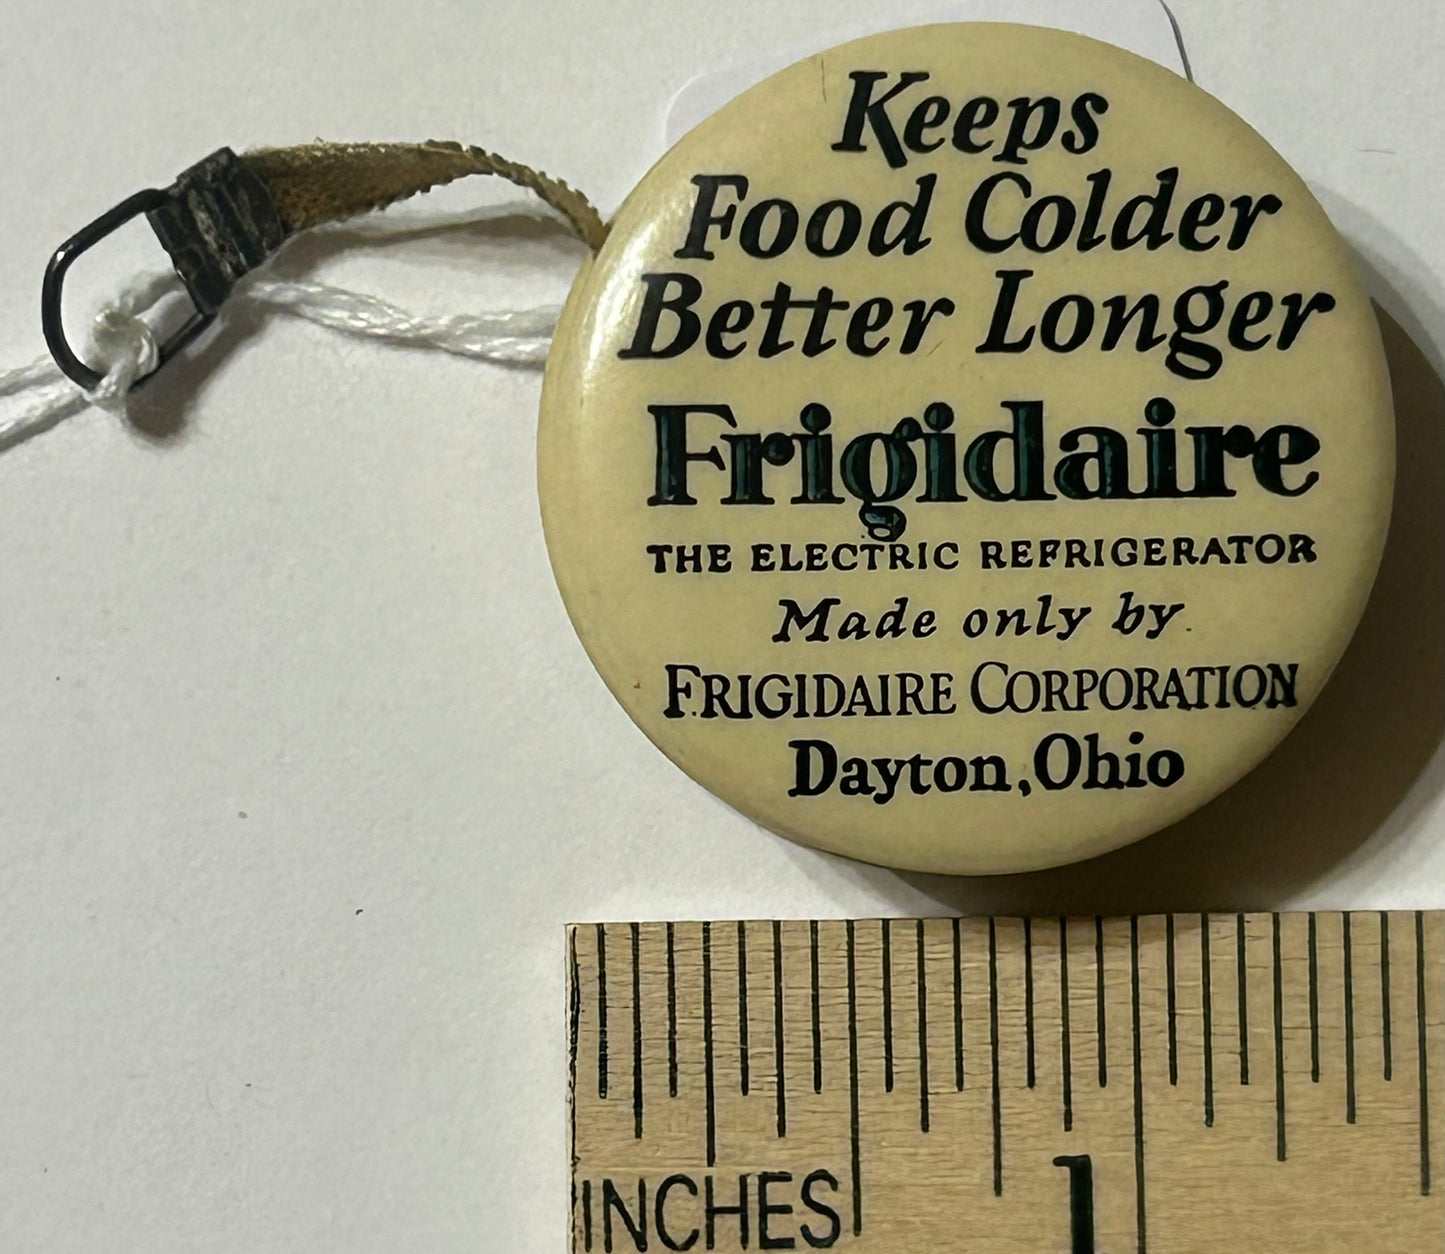 Keeps
Food Colder
Better Longer
Frigidaire
THE ELECTRIC REFRIGERATOR
Made only by
FRIGIDAIRE CORPORATION
Dayton, Ohio
INCHES
1